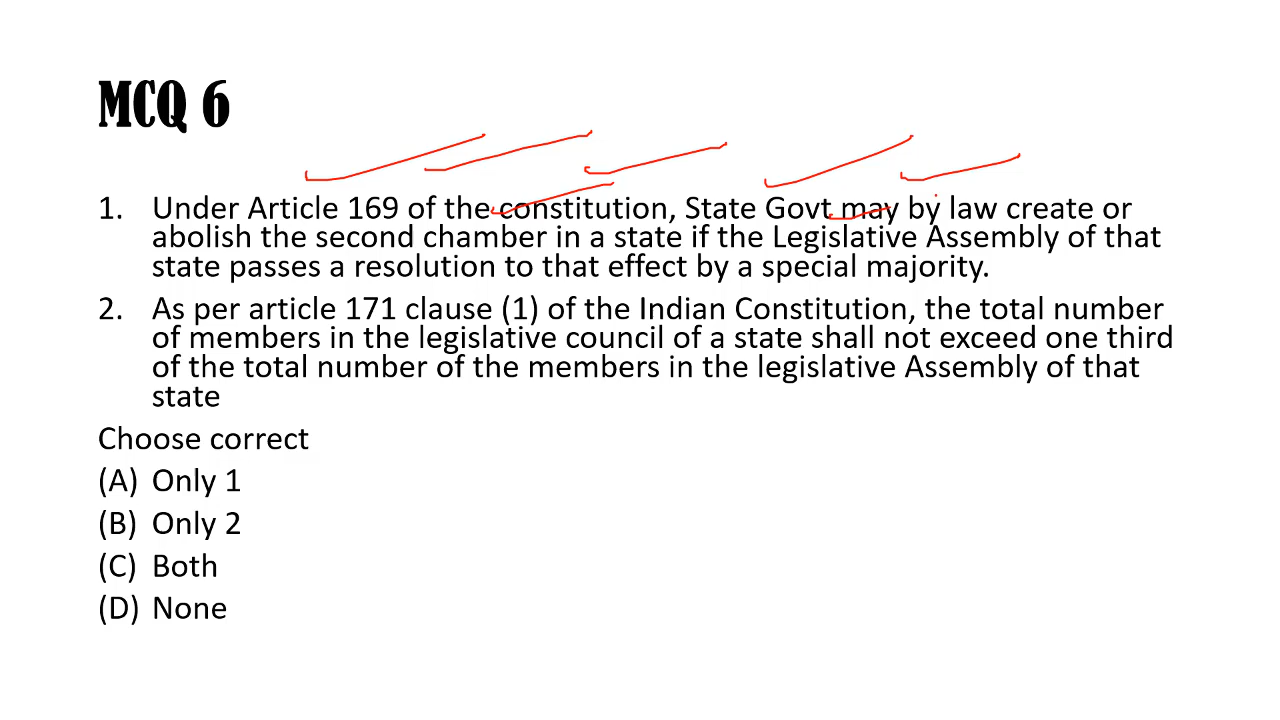 MCQ 6
1. Under Article 169 of the constitution, State Govt may by law create or
abolish the second chamber in a state if the Legislative Assembly of that
state passes a resolution to that effect by a special majority.
2. As per article 171 clause (1) of the Indian Constitution, the total number
of members in the legislative council of a state shall not exceed one third
of the total number of the members in the legislative Assembly of that
state
Choose correct
(A) Only 1
(B) Only 2
(C) Both
(D) None